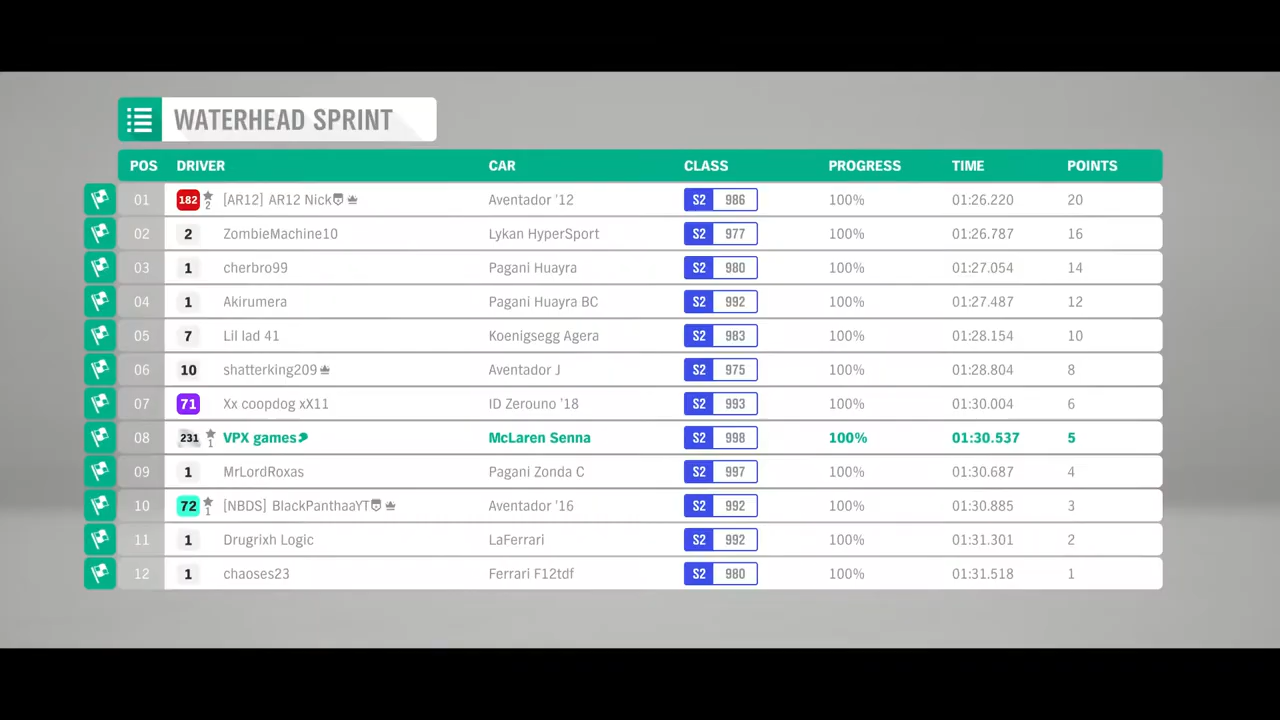 WATERHEAD SPRINT
POS DRIVER CAR CLASS PROGRESS TIME POINTS
01 182 2 [AR12] AR12 Nick Aventador '12 S2 986 100% 01:26.220 20
02 2 ZombieMachine10 Lykan HyperSport S2 977 100% 01:26.787 16
03 1 cherbro99 Pagani Huayra S2 980 100% 01:27.054 14
04 1 Akirumera Pagani Huayra BC S2 992 100% 01:27.487 12
05 7 Lil lad 41 Koenigsegg Agera S2 983 100% 01:28.154 10
06 10 shatterking209 Aventador J S2 975 100% 01:28.804 8
07 71 Xx coopdog xX11 ID Zerouno '18 S2 993 100% 01:30.004 6
08 231 1 VPX games McLaren Senna S2 998 100% 01:30.537 5
09 1 MrLordRoxas Pagani Zonda C S2 997 100% 01:30.687 4
10 72 1 [NBDS] BlackPanthaaYT Aventador '16 S2 992 100% 01:30.885 3
11 1 Drugrixh Logic LaFerrari S2 992 100% 01:31.301 2
12 1 chaoses23 Ferrari F12tdf S2 980 100% 01:31.518 1